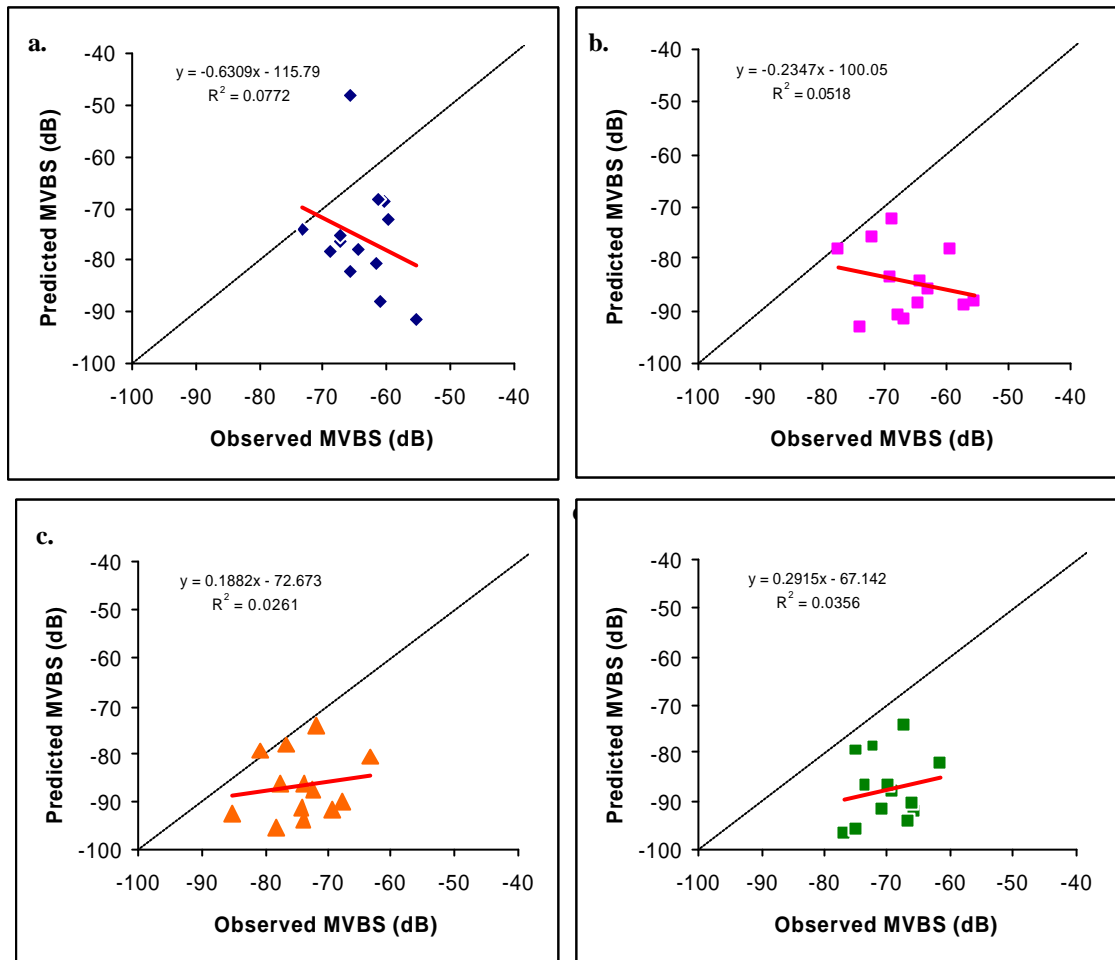 a.
y = -0.6309x - 115.79
R² = 0.0772
-40
-50
-60
-70
-80
-90
-100
-100 -90 -80 -70 -60 -50 -40
Predicted MVBS (dB)
Observed MVBS (dB)
b.
y = -0.2347x - 100.05
R² = 0.0518
-40
-50
-60
-70
-80
-90
-100
-100 -90 -80 -70 -60 -50 -40
Predicted MVBS (dB)
Observed MVBS (dB)
c.
y = 0.1882x - 72.673
R² = 0.0261
-40
-50
-60
-70
-80
-90
-100
-100 -90 -80 -70 -60 -50 -40
Predicted MVBS (dB)
Observed MVBS (dB)
y = 0.2915x - 67.142
R² = 0.0356
-40
-50
-60
-70
-80
-90
-100
-100 -90 -80 -70 -60 -50 -40
Predicted MVBS (dB)
Observed MVBS (dB)